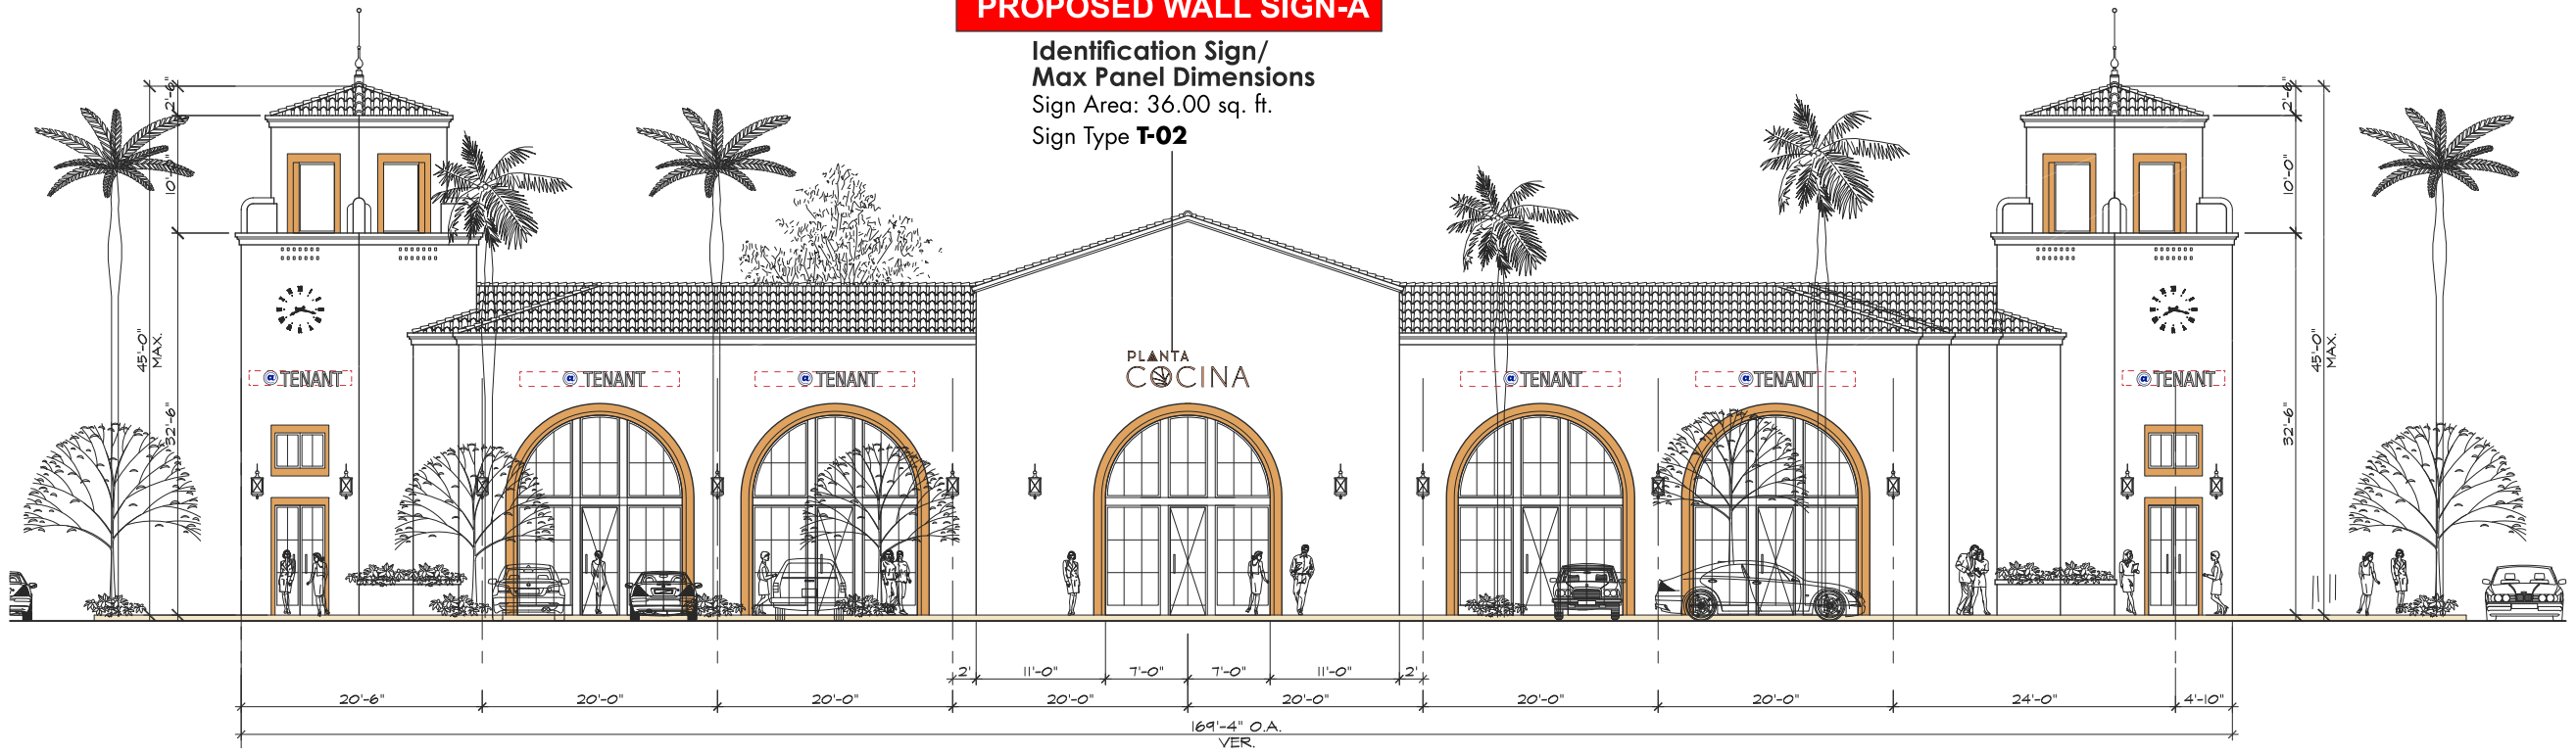 PROPOSED WALL SIGN-A
Identification Sign/
Max Panel Dimensions
Sign Area: 36.00 sq. ft.
Sign Type T-02
2'-6"
10'-0"
45'-0"
MAX.
32'-6"
2'-6"
10'-0"
45'-0"
MAX.
32'-6"
PLANTA
COCINA
a TENANT
a TENANT
a TENANT
a TENANT
a TENANT
a TENANT
2' 11'-0" 7'-0" 7'-0" 11'-0" 2'
20'-6" 20'-0" 20'-0" 20'-0" 20'-0" 20'-0" 20'-0" 24'-0" 4'-10"
169'-4" O.A.
VER.